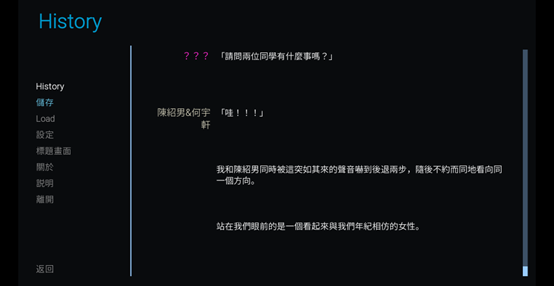 History
History
儲存
Load
設定
標題畫面
關於
說明
離開
返回
？？？ 「請問兩位同學有什麼事嗎？」
陳紹男&何宇
軒
「哇！！！」
我和陳紹男同時被這突如其來的聲音嚇到後退兩步，隨後不約而同地看向同
一個方向。
站在我們眼前的是一個看起來與我們年紀相仿的女性。